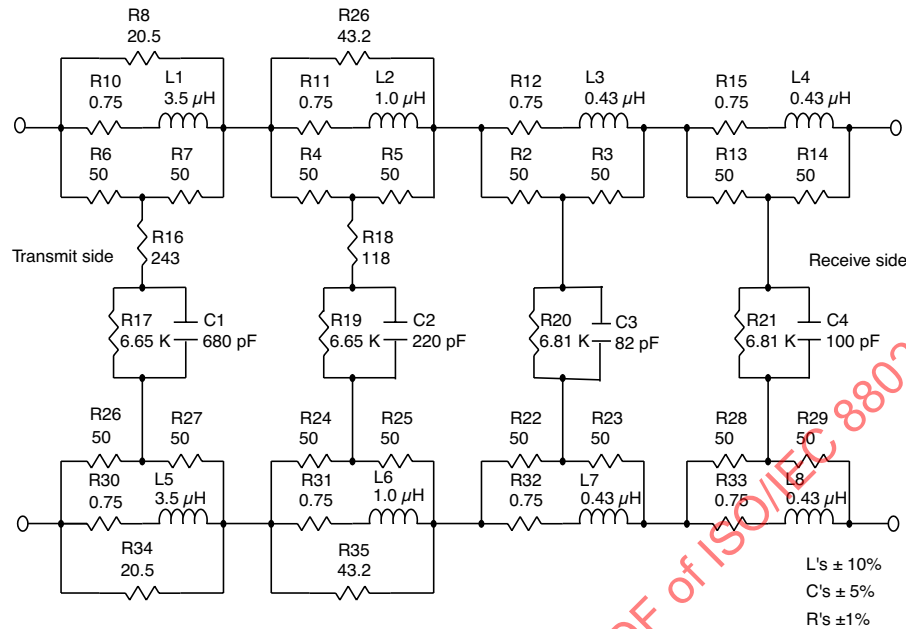 R8
20.5
R26
43.2
R10
0.75
L1
3.5 µH
R11
0.75
L2
1.0 µH
R12
0.75
L3
0.43 µH
R15
0.75
L4
0.43 µH
R6
50
R7
50
R4
50
R5
50
R2
50
R3
50
R13
50
R14
50
Transmit side
R16
243
R18
118
Receive side
R17
6.65 K
C1
680 pF
R19
6.65 K
C2
220 pF
R20
6.81 K
C3
82 pF
R21
6.81 K
C4
100 pF
R26
50
R27
50
R24
50
R25
50
R22
50
R23
50
R28
50
R29
50
R30
0.75
L5
3.5 µH
R31
0.75
L6
1.0 µH
R32
0.75
L7
0.43 µH
R33
0.75
L8
0.43 µH
R34
20.5
R35
43.2
L's ± 10%
C's ± 5%
R's ±1%
PDF of ISO/IEC 8802